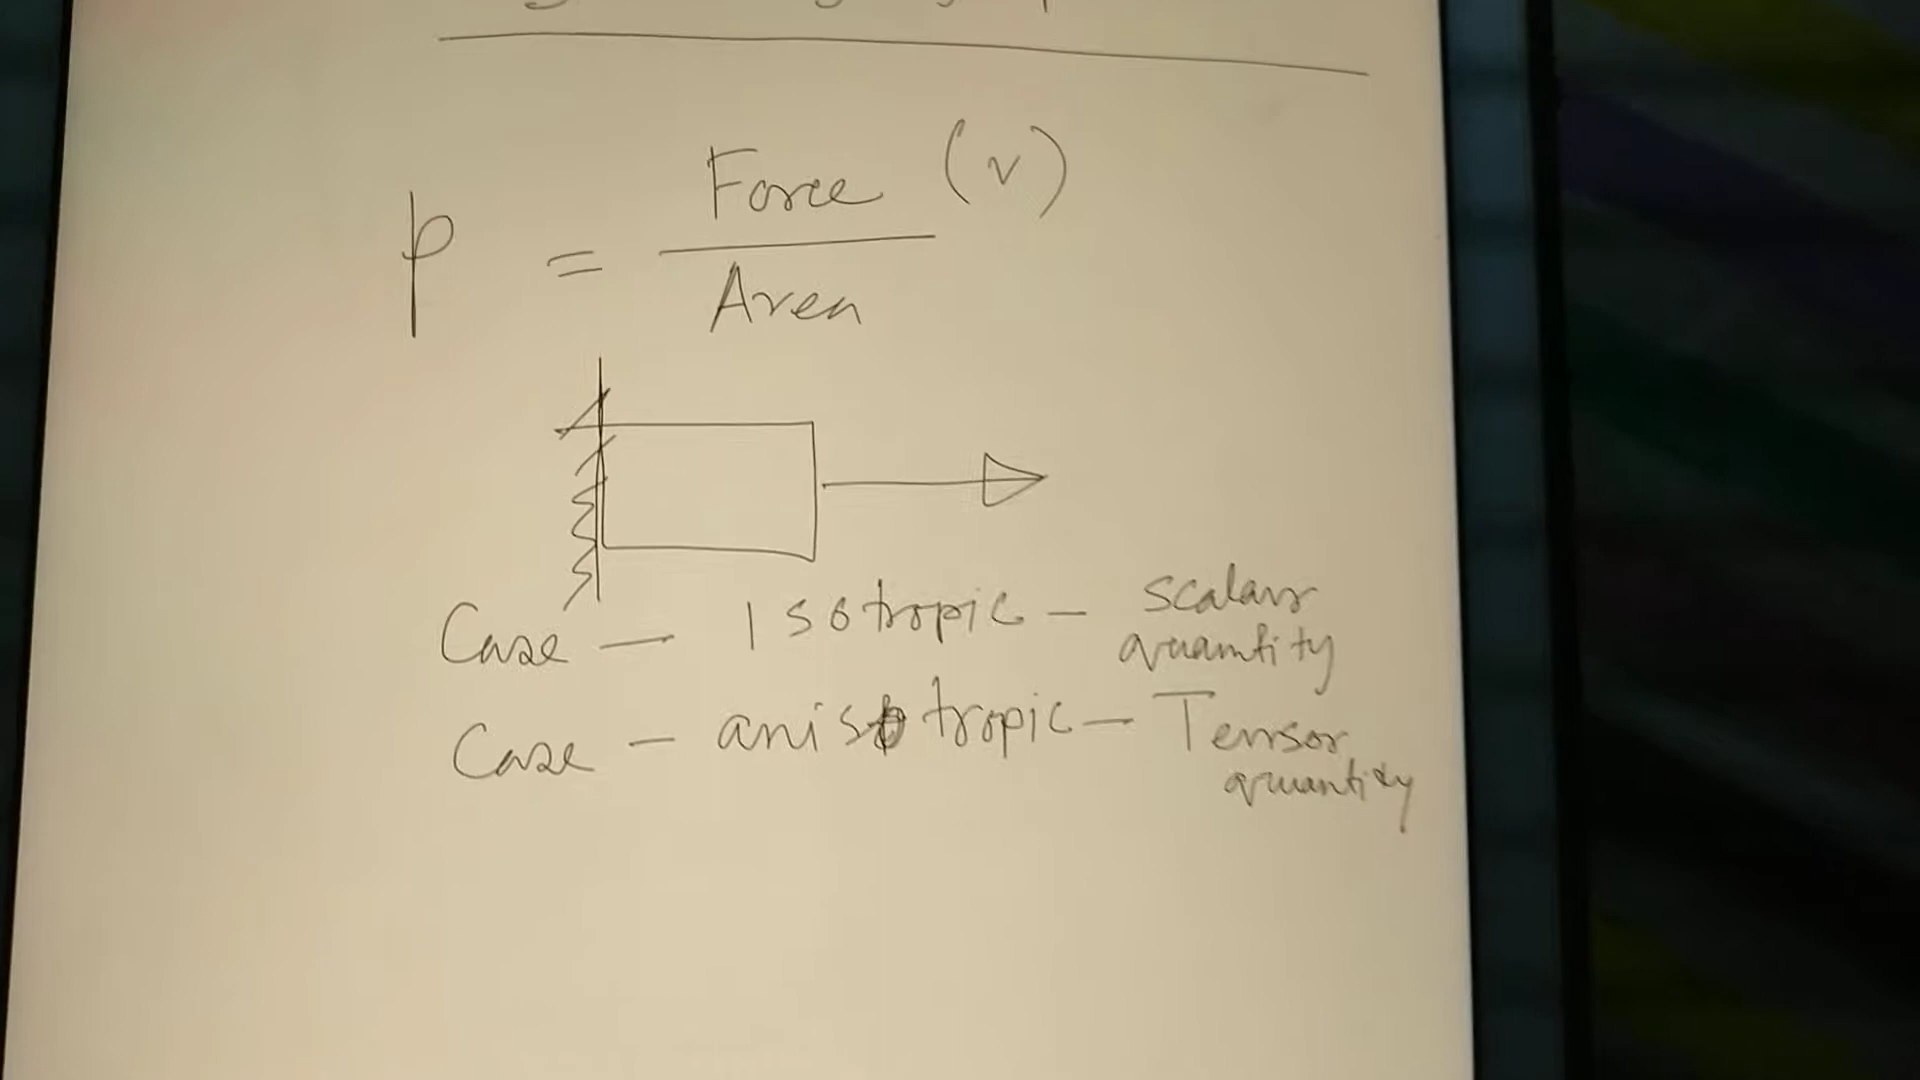 p = Force (v)
Area
Case - Isotropic - scalar quantity
Case - anisotropic - Tensor quantity